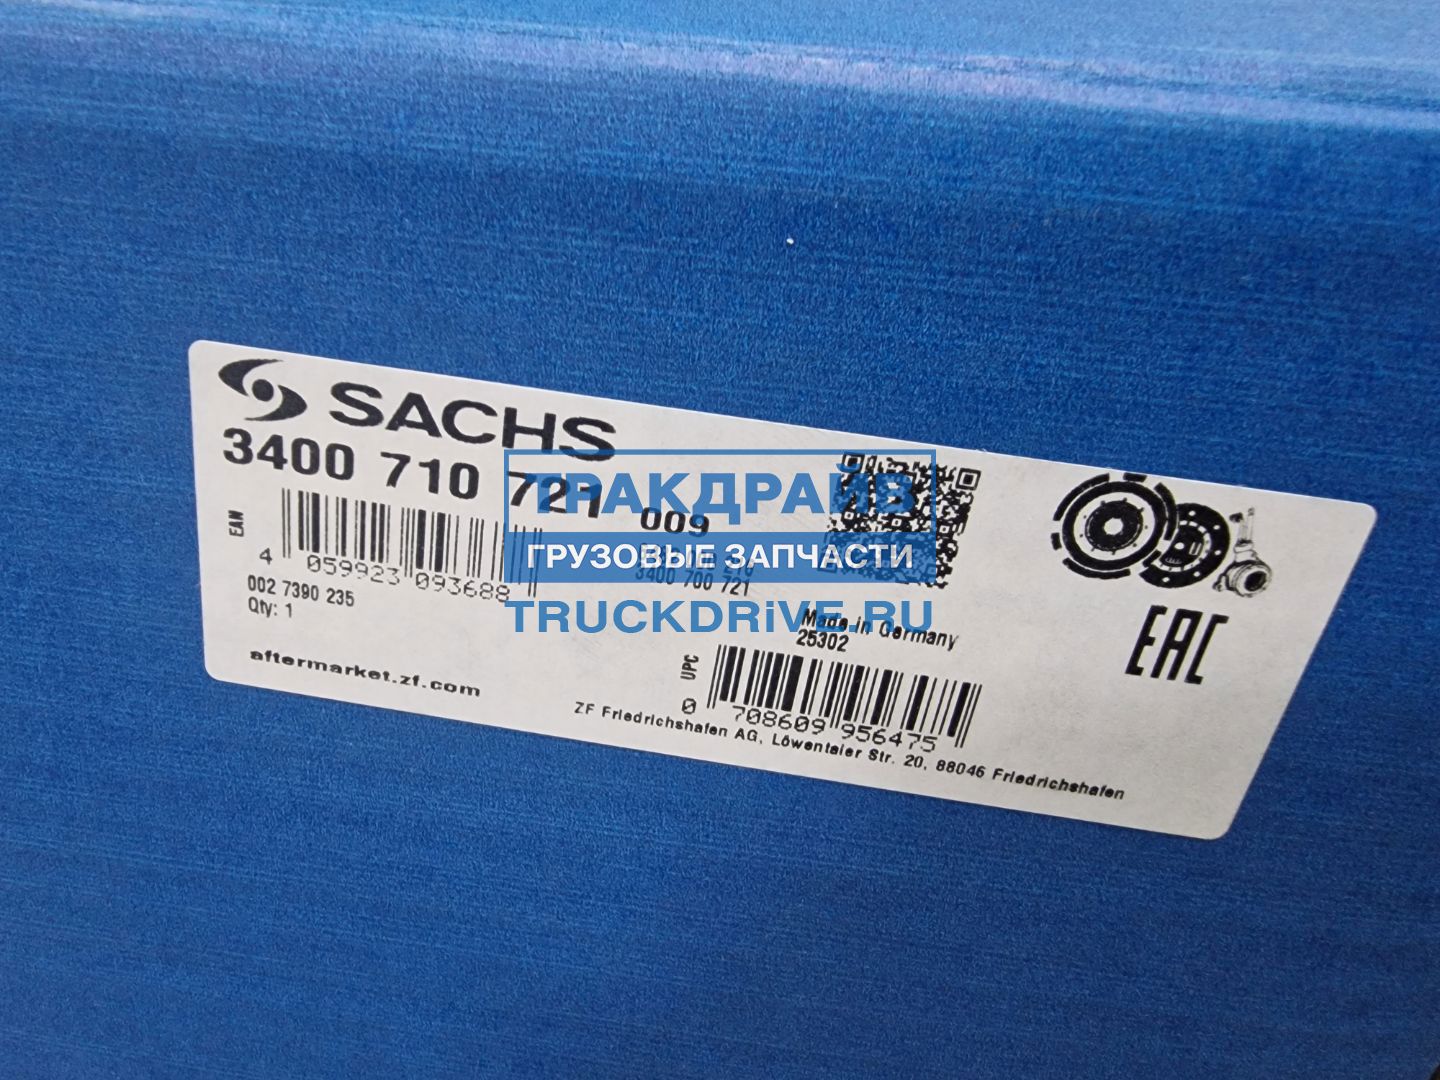 SACHS
3400 710 721 009
ТРАКДРАЙВ
ГРУЗОВЫЕ ЗАПЧАСТИ
TRUCKDRiVE.RU
EAN
4 059923 093688
3400 700 721
002 7390 235
Qty: 1
Made in Germany
25302
EAC
aftermarket.zf.com
UPC
0 708609 956475
ZF Friedrichshafen AG, Löwentaler Str. 20, 88046 Friedrichshafen